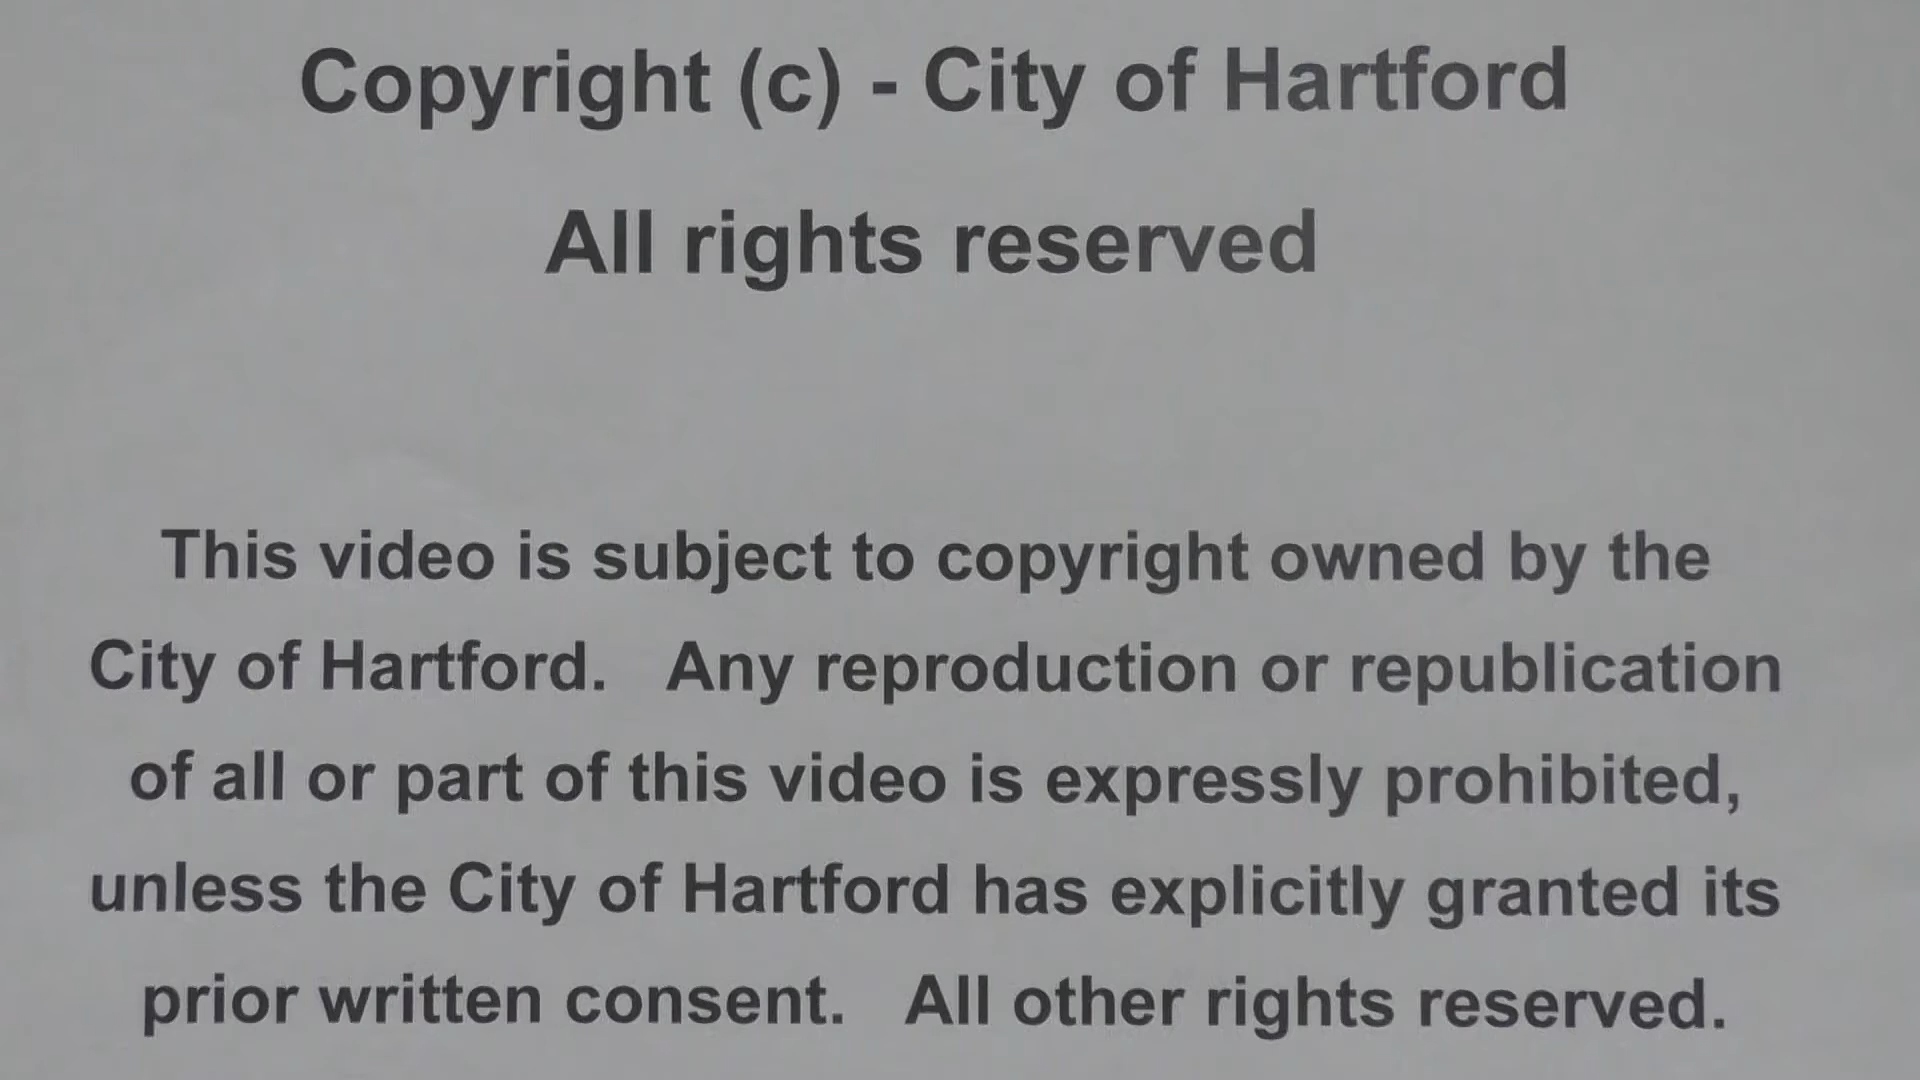 Copyright (c) - City of Hartford
All rights reserved
This video is subject to copyright owned by the
City of Hartford.   Any reproduction or republication
of all or part of this video is expressly prohibited,
unless the City of Hartford has explicitly granted its
prior written consent.   All other rights reserved.